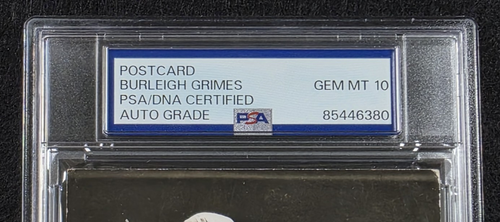 POSTCARD
BURLEIGH GRIMES GEM MT 10
PSA/DNA CERTIFIED
AUTO GRADE PSA 85446380